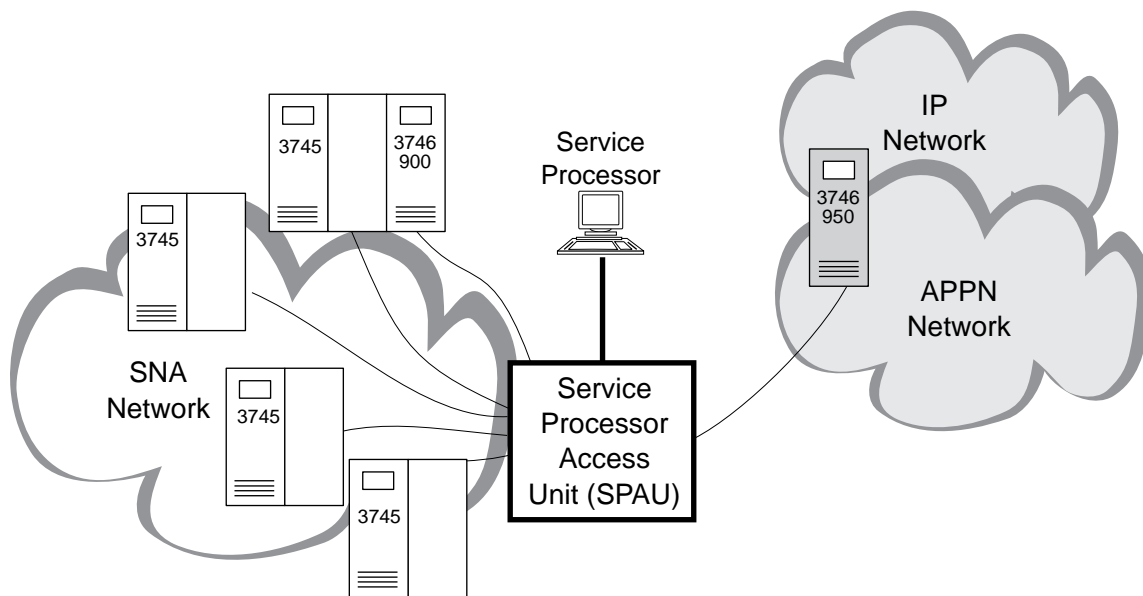 3745
3746
900
Service
Processor
IP
Network
3746
950
3745
APPN
Network
SNA
Network
3745
Service
Processor
Access
Unit (SPAU)
3745